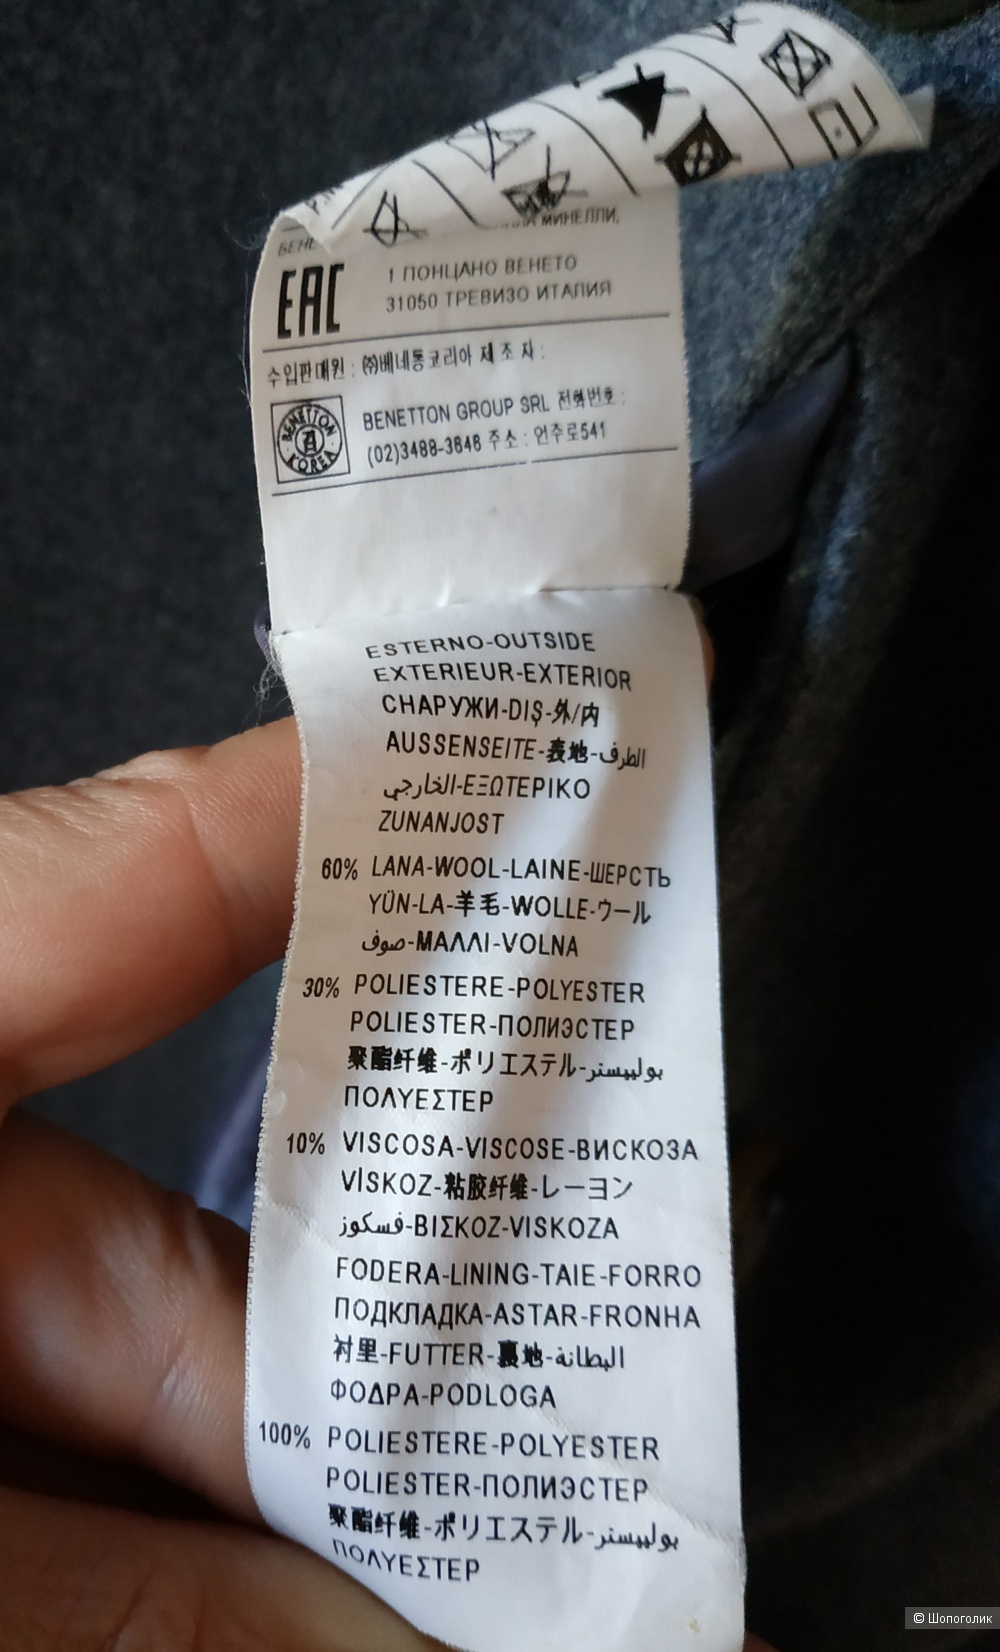 МИНЕЛЛИ,
EAC
1 ПОНЦАНО ВЕНЕТО
31050 ТРЕВИЗО ИТАЛИЯ
수입판매원 : ㈜베네통코리아 제 조 자 :
BENETTON KOREA
BENETTON GROUP SRL 전화번호 :
(02)3488-3848 주소 : 언주로541
ESTERNO-OUTSIDE
EXTERIEUR-EXTERIOR
СНАРУЖИ-DIŞ-外/内
AUSSENSEITE-表地-الطرف
الخارجي-ΕΞΩΤΕΡΙΚΟ
ZUNANJOST
60% LANA-WOOL-LAINE-ШЕРСТЬ
YÜN-LA-羊毛-WOLLE-ウール
صوف-ΜΑΛΛΙ-VOLNA
30% POLIESTERE-POLYESTER
POLIESTER-ПОЛИЭСТЕР
聚酯纤维-ポリエステル-بوليستر
ΠΟΛΥΕΣΤΕΡ
10% VISCOSA-VISCOSE-ВИСКОЗА
VİSKOZ-粘胶纤维-レーヨン
فسكوز-ΒΙΣΚΟΖ-VISKOZA
FODERA-LINING-TAIE-FORRO
ПОДКЛАДКА-ASTAR-FRONHA
衬里-FUTTER-裏地-البطانة
ΦΟΔΡΑ-PODLOGA
100% POLIESTERE-POLYESTER
POLIESTER-ПОЛИЭСТЕР
聚酯纤维-ポリエステル-بوليستر
ΠΟΛΥΕΣΤΕΡ
© Шопоголик